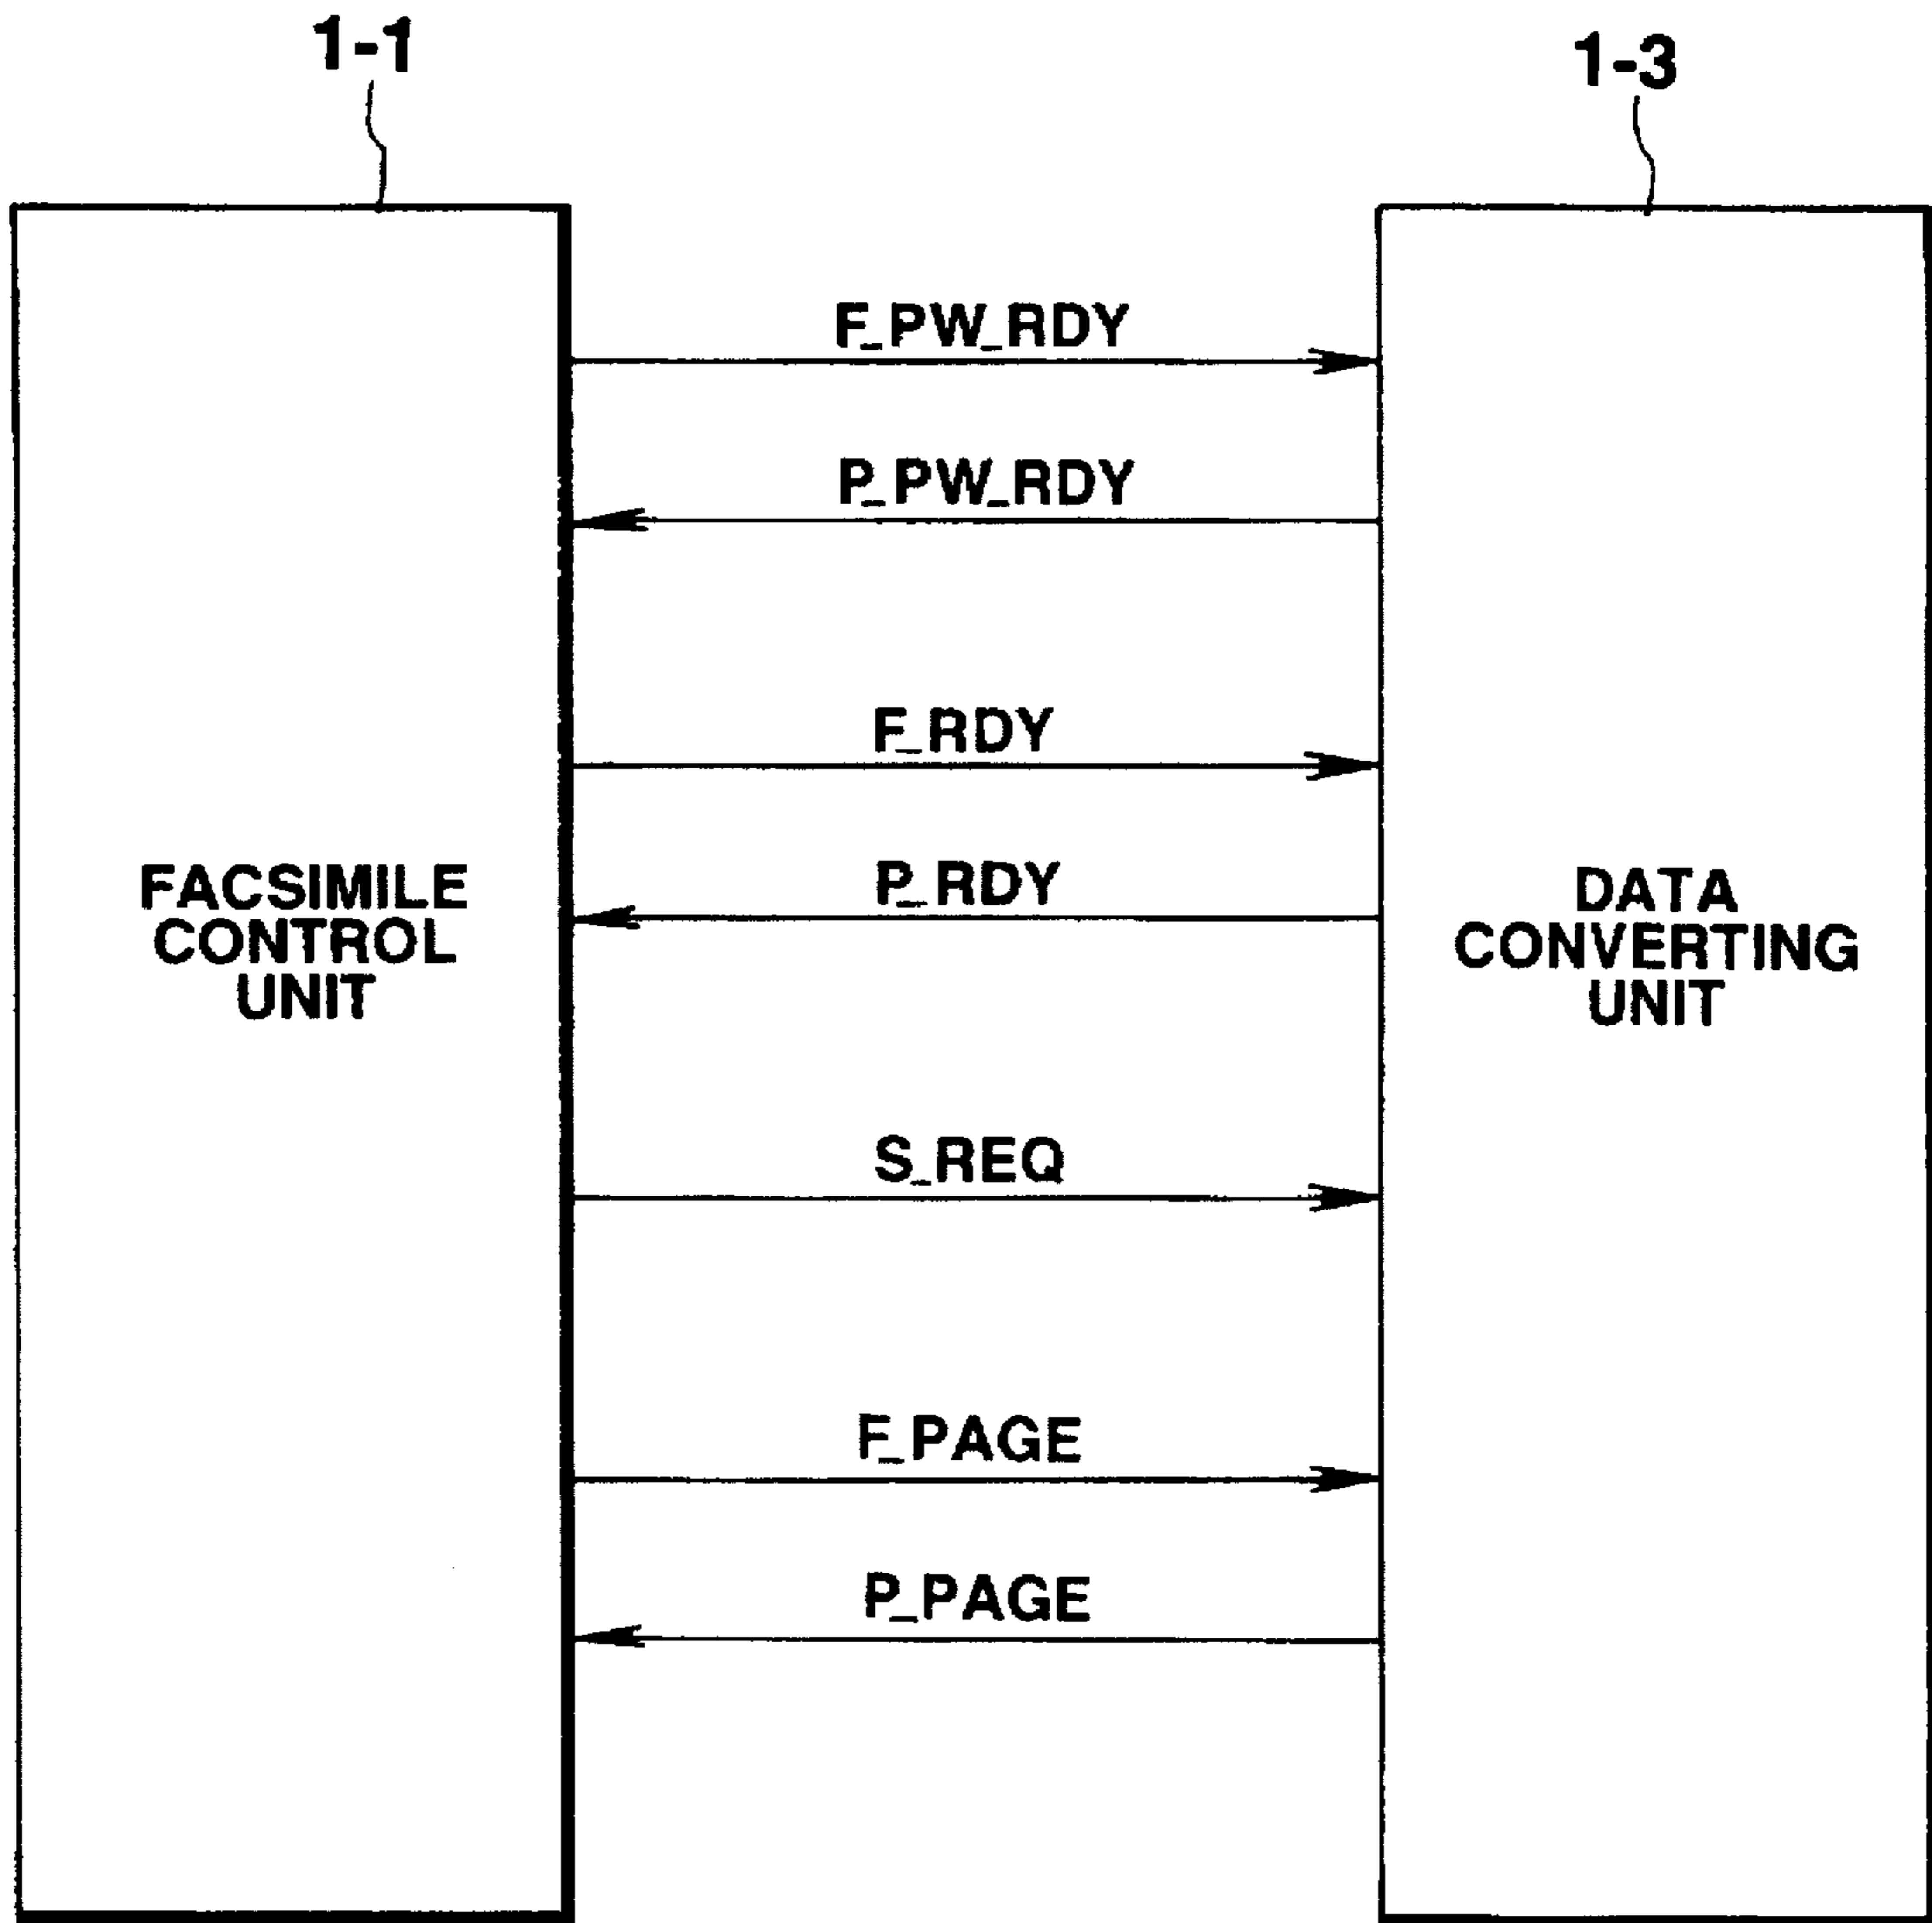 1-1
1-3
F_PW_RDY
P_PW_RDY
F_RDY
P_RDY
FACSIMILE
CONTROL
UNIT
DATA
CONVERTING
UNIT
S_REQ
F_PAGE
P_PAGE